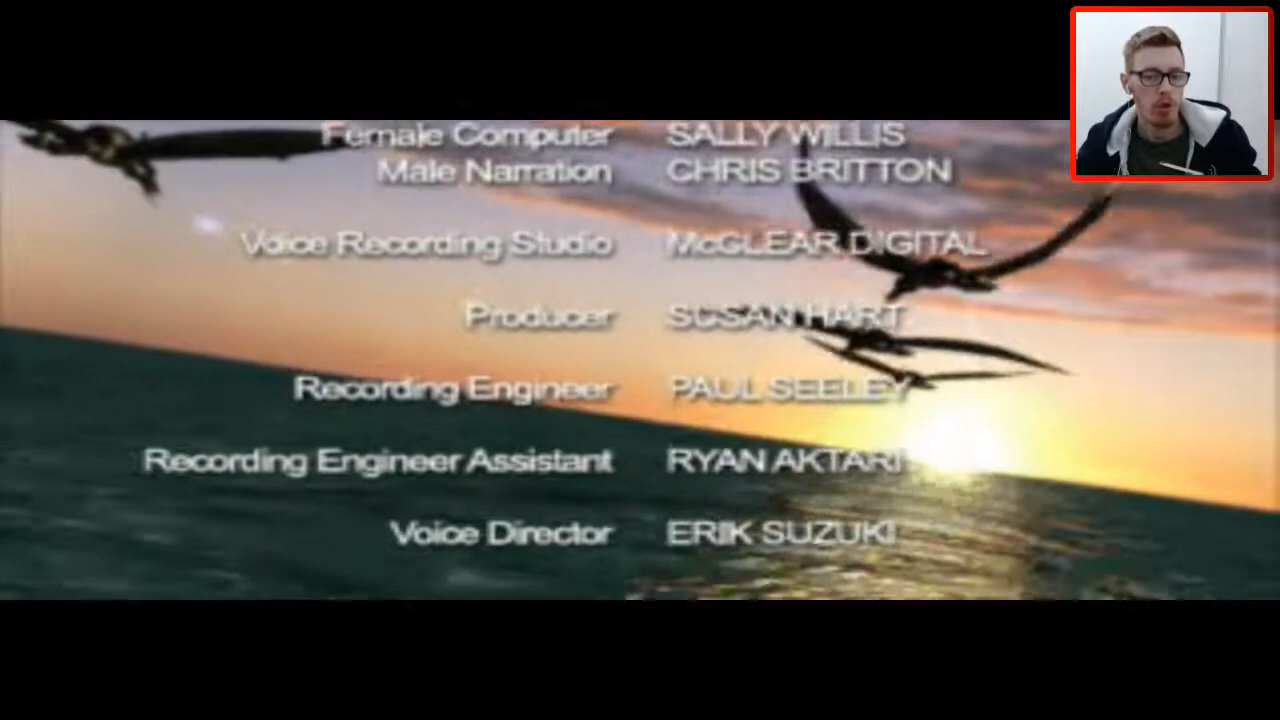 Female Computer SALLY WILLIS
Male Narration CHRIS BRITTON
Voice Recording Studio McCLEAR DIGITAL
Producer SUSAN HART
Recording Engineer PAUL SEELEY
Recording Engineer Assistant RYAN AKTARI
Voice Director ERIK SUZUKI